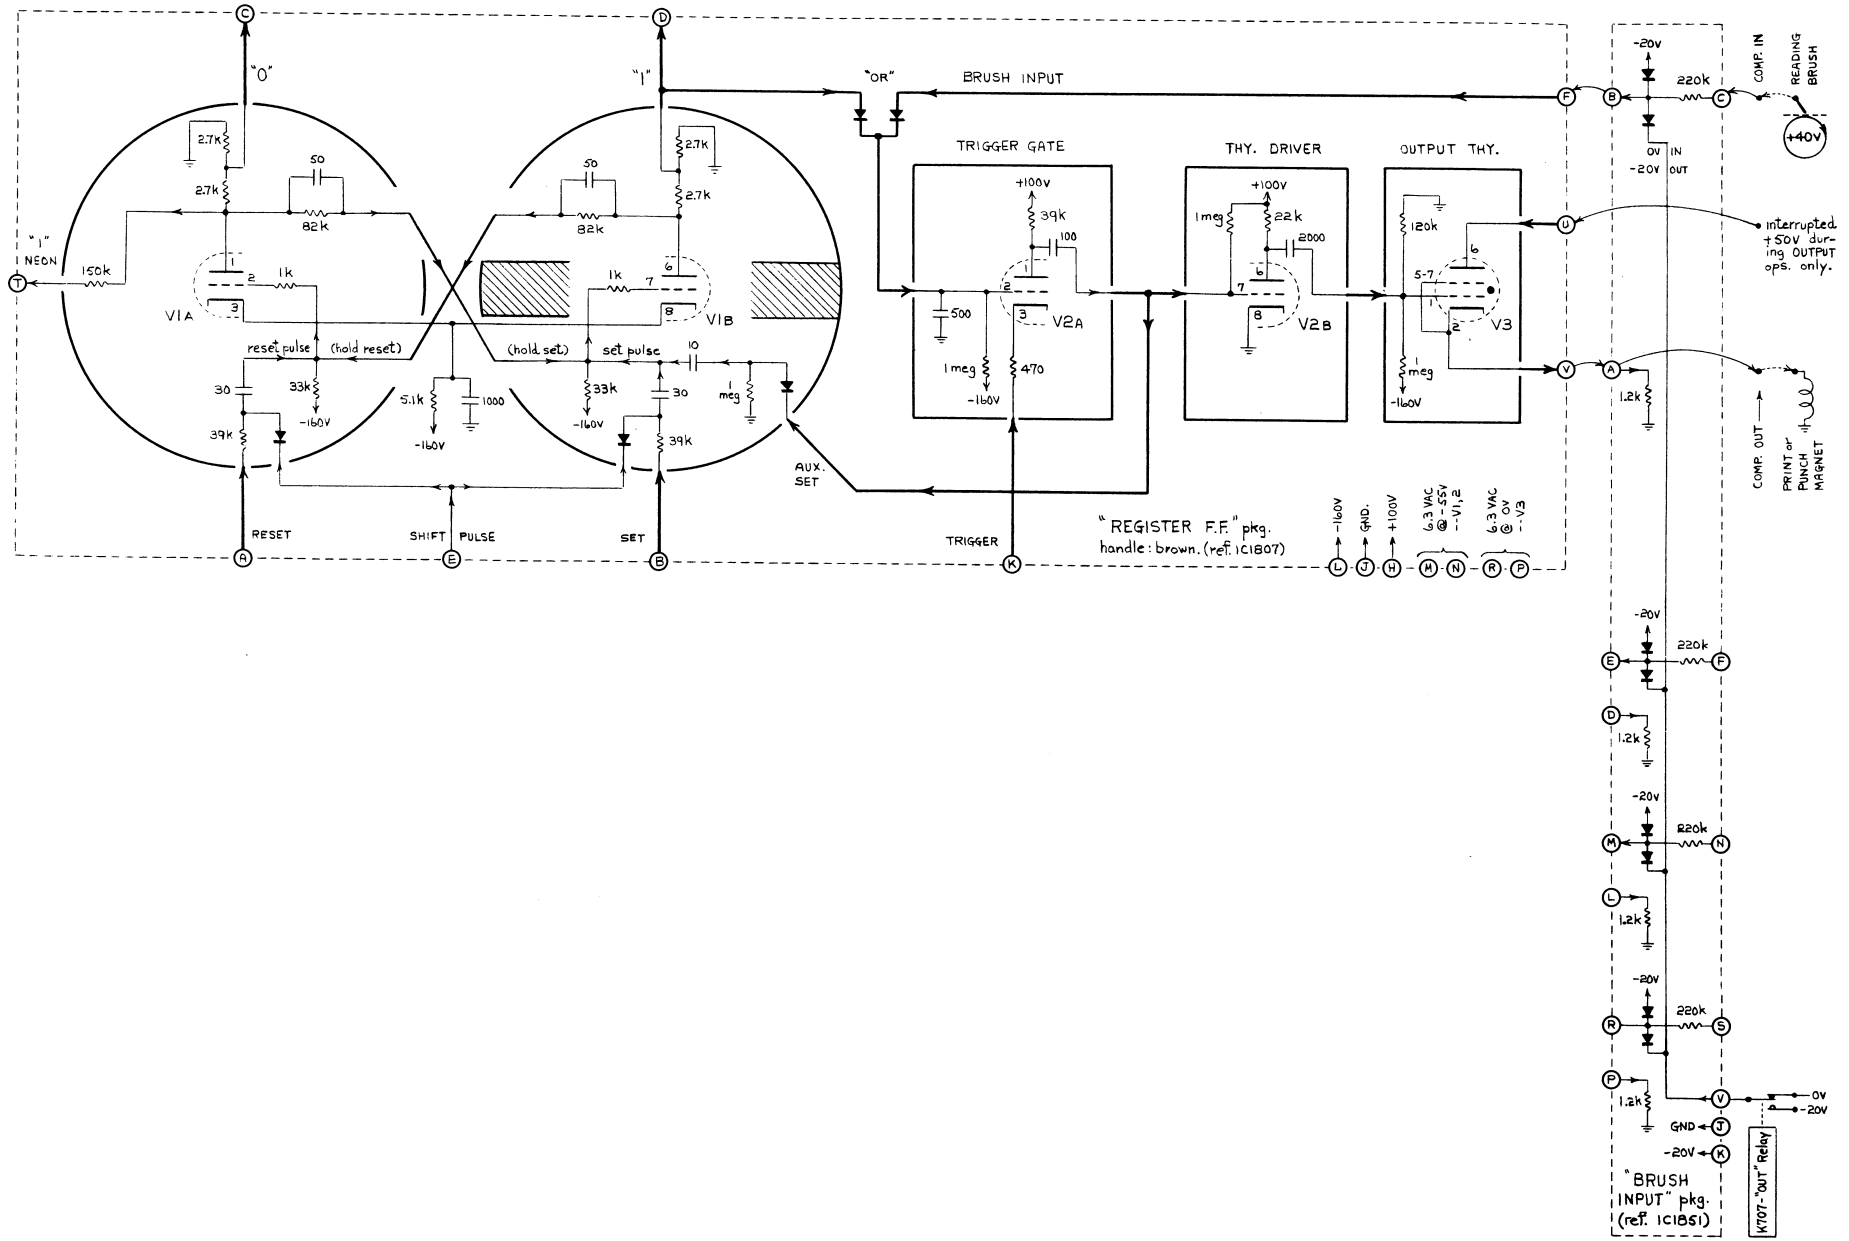 C
D
"0"
"1"
"OR"
BRUSH INPUT
F
B
-20V
220k
C
COMP. IN
READING
BRUSH
+40V
0V IN
-20V OUT
2.7k
2.7k
50
82k
50
82k
2.7k
2.7k
"1"
NEON
T
150k
1
2
3
1k
V1A
1k
6
7
8
V1B
reset pulse
(hold reset)
(hold set)
set pulse
10
30
33k
-160V
39k
5.1k
-160V
1000
33k
-160V
30
39k
1
meg
AUX.
SET
RESET
A
SHIFT PULSE
E
SET
B
TRIGGER
K
TRIGGER GATE
+100V
39k
100
1
2
3
V2A
500
1 meg
-160V
470
THY. DRIVER
+100V
1 meg
22k
2000
6
7
8
V2B
OUTPUT THY.
120k
6
5-7
1
2
V3
1
meg
-160V
U
interrupted
+50V dur-
ing OUTPUT
ops. only.
V
A
1.2k
COMP. OUT
PRINT or
PUNCH
MAGNET
"REGISTER F.F." pkg.
handle: brown. (ref. 1C1807)
-160V
GND.
+100V
6.3 VAC
@ -55V
--V1,2
6.3 VAC
@ 0V
--V3
L
J
H
M
N
R
P
-20V
E
220k
F
D
1.2k
-20V
M
220k
N
L
1.2k
-20V
R
220k
S
P
1.2k
V
0V
-20V
GND
J
-20V
K
K707-"OUT" Relay
"BRUSH
INPUT" pkg.
(ref. 1C1851)